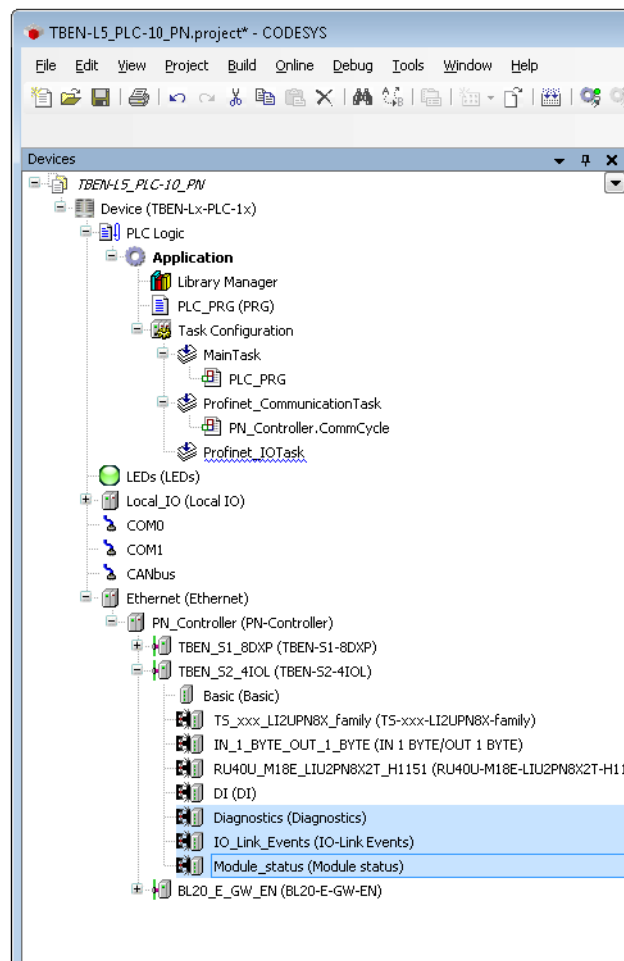 TBEN-L5_PLC-10_PN.project* - CODESYS
File Edit View Project Build Online Debug Tools Window Help
Devices
TBEN-L5_PLC-10_PN
Device (TBEN-Lx-PLC-1x)
PLC Logic
Application
Library Manager
PLC_PRG (PRG)
Task Configuration
MainTask
PLC_PRG
Profinet_CommunicationTask
PN_Controller.CommCycle
Profinet_IOTask
LEDs (LEDs)
Local_IO (Local IO)
COM0
COM1
CANbus
Ethernet (Ethernet)
PN_Controller (PN-Controller)
TBEN_S1_8DXP (TBEN-S1-8DXP)
TBEN_S2_4IOL (TBEN-S2-4IOL)
Basic (Basic)
TS_xxx_LI2UPN8X_family (TS-xxx-LI2UPN8X-family)
IN_1_BYTE_OUT_1_BYTE (IN 1 BYTE/OUT 1 BYTE)
RU40U_M18E_LIU2PN8X2T_H1151 (RU40U-M18E-LIU2PN8X2T-H11
DI (DI)
Diagnostics (Diagnostics)
IO_Link_Events (IO-Link Events)
Module_status (Module status)
BL20_E_GW_EN (BL20-E-GW-EN)